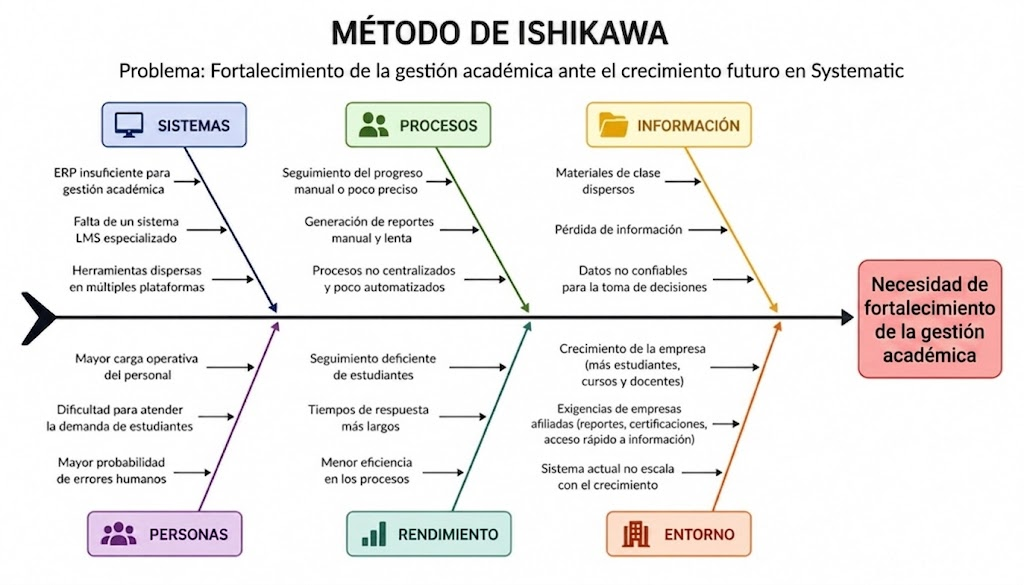 MÉTODO DE ISHIKAWA
Problema: Fortalecimiento de la gestión académica ante el crecimiento futuro en Systematic
SISTEMAS
ERP insuficiente para
gestión académica
Falta de un sistema
LMS especializado
Herramientas dispersas
en múltiples plataformas
PROCESOS
Seguimiento del progreso
manual o poco preciso
Generación de reportes
manual y lenta
Procesos no centralizados
y poco automatizados
INFORMACIÓN
Materiales de clase
dispersos
Pérdida de información
Datos no confiables
para la toma de decisiones
Necesidad de
fortalecimiento
de la gestión
académica
Mayor carga operativa
del personal
Dificultad para atender
la demanda de estudiantes
Mayor probabilidad
de errores humanos
PERSONAS
Seguimiento deficiente
de estudiantes
Tiempos de respuesta
más largos
Menor eficiencia
en los procesos
RENDIMIENTO
Crecimiento de la empresa
(más estudiantes,
cursos y docentes)
Exigencias de empresas
afiliadas (reportes, certificaciones,
acceso rápido a información)
Sistema actual no escala
con el crecimiento
ENTORNO